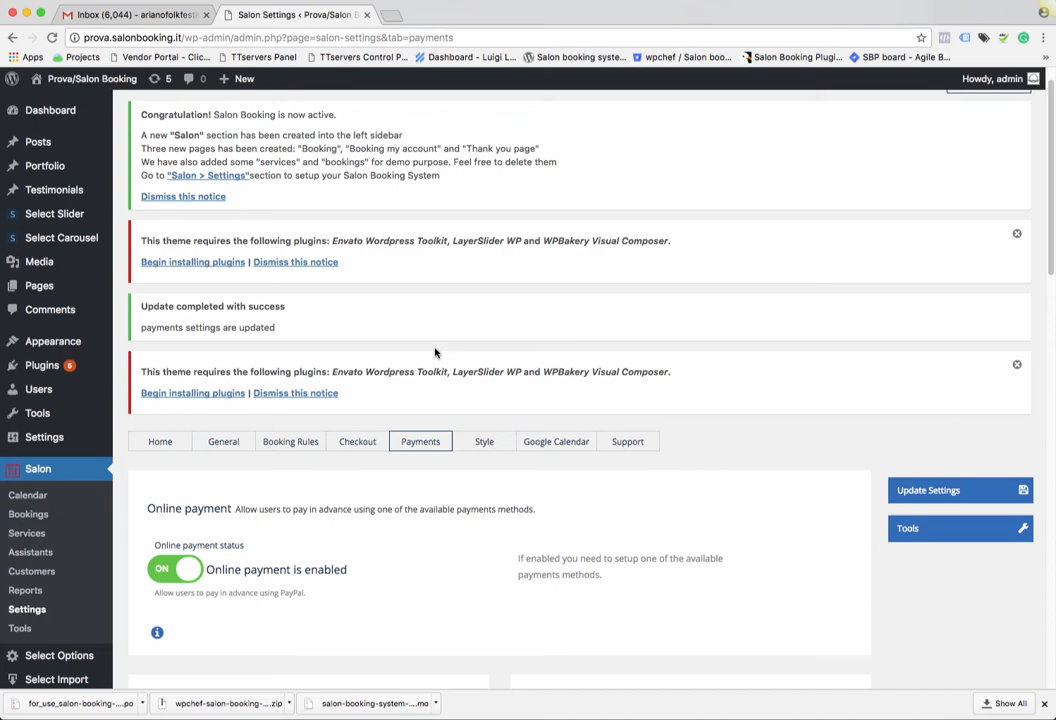 Inbox (6,044) — arianofolkfesti
Salon Settings ‹ Prova/Salon B
prova.salonbooking.it/wp-admin/admin.php?page=salon-settings&tab=payments
Apps Projects Vendor Portal - Clic... TTservers Panel TTservers Control P... Dashboard - Luigi L... Salon booking syste... wpchef / Salon boo... Salon Booking Plugi... SBP board - Agile B... »
Prova/Salon Booking 5 0 + New Howdy, admin
Dashboard
Posts
Portfolio
Testimonials
Select Slider
Select Carousel
Media
Pages
Comments
Appearance
Plugins 6
Users
Tools
Settings
Salon
Calendar
Bookings
Services
Assistants
Customers
Reports
Settings
Tools
Select Options
Select Import
Congratulation! Salon Booking is now active.
A new "Salon" section has been created into the left sidebar
Three new pages has been created: "Booking", "Booking my account" and "Thank you page"
We have also added some "services" and "bookings" for demo purpose. Feel free to delete them
Go to "Salon > Settings"section to setup your Salon Booking System
Dismiss this notice
This theme requires the following plugins: Envato Wordpress Toolkit, LayerSlider WP and WPBakery Visual Composer.
Begin installing plugins | Dismiss this notice
Update completed with success
payments settings are updated
This theme requires the following plugins: Envato Wordpress Toolkit, LayerSlider WP and WPBakery Visual Composer.
Begin installing plugins | Dismiss this notice
Home General Booking Rules Checkout Payments Style Google Calendar Support
Online payment Allow users to pay in advance using one of the available payments methods.
Online payment status
ON Online payment is enabled
Allow users to pay in advance using PayPal.
If enabled you need to setup one of the available
payments methods.
Update Settings
Tools
for_use_salon-booking-....po wpchef-salon-booking-....zip salon-booking-system-....mo Show All